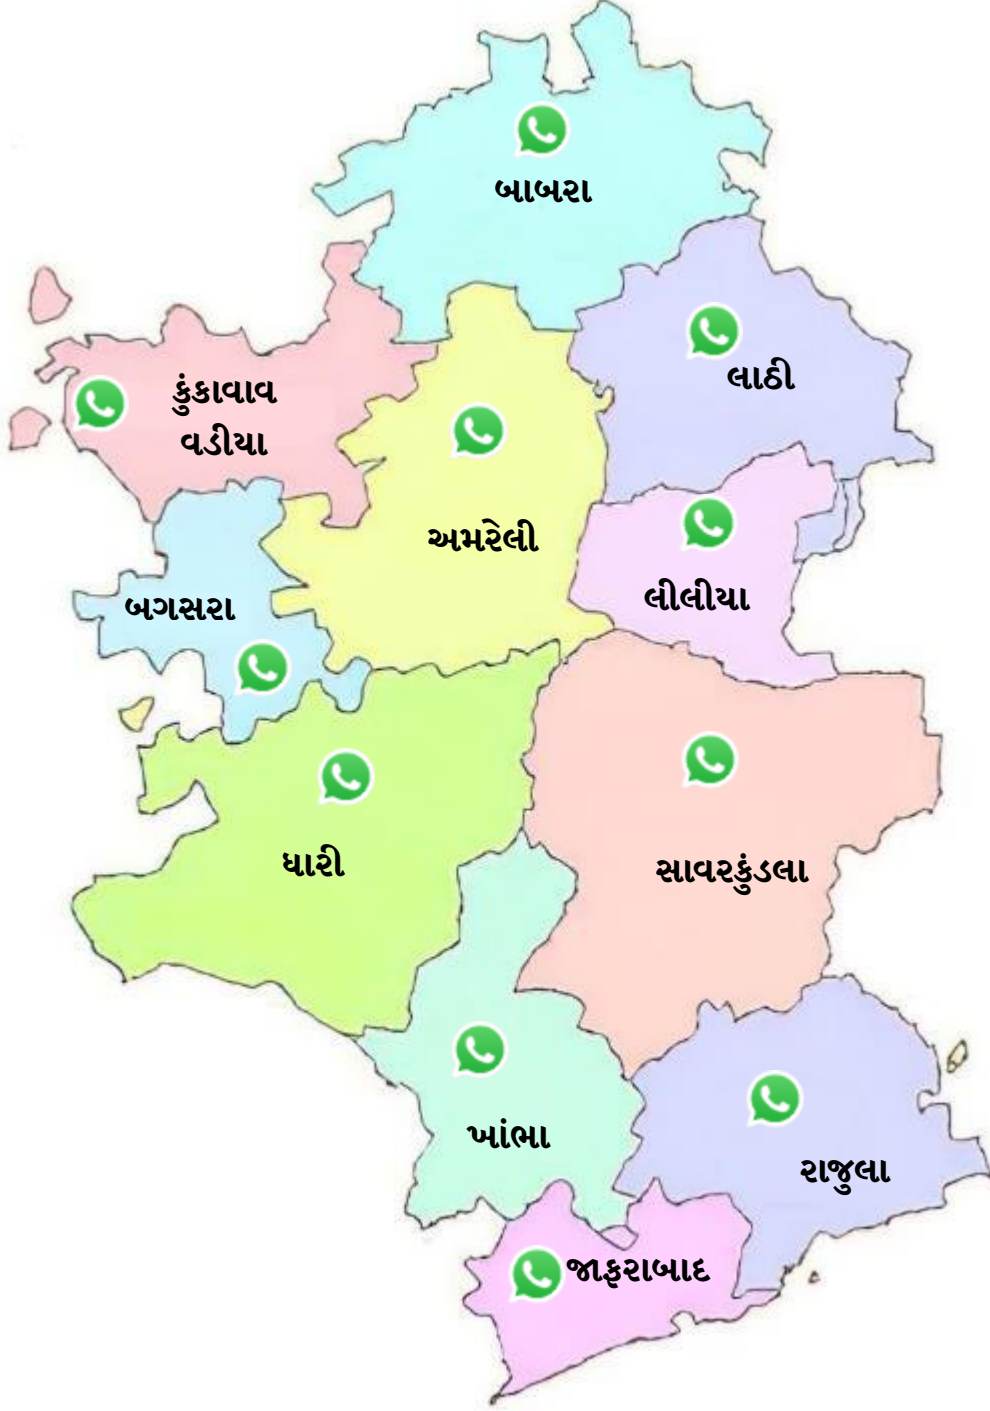 બાબરા
લાઠી
કુંકાવાવ
વડીયા
અમરેલી
લીલીયા
બગસરા
ધારી
સાવરકુંડલા
ખાંભા
રાજુલા
જાફરાબાદ